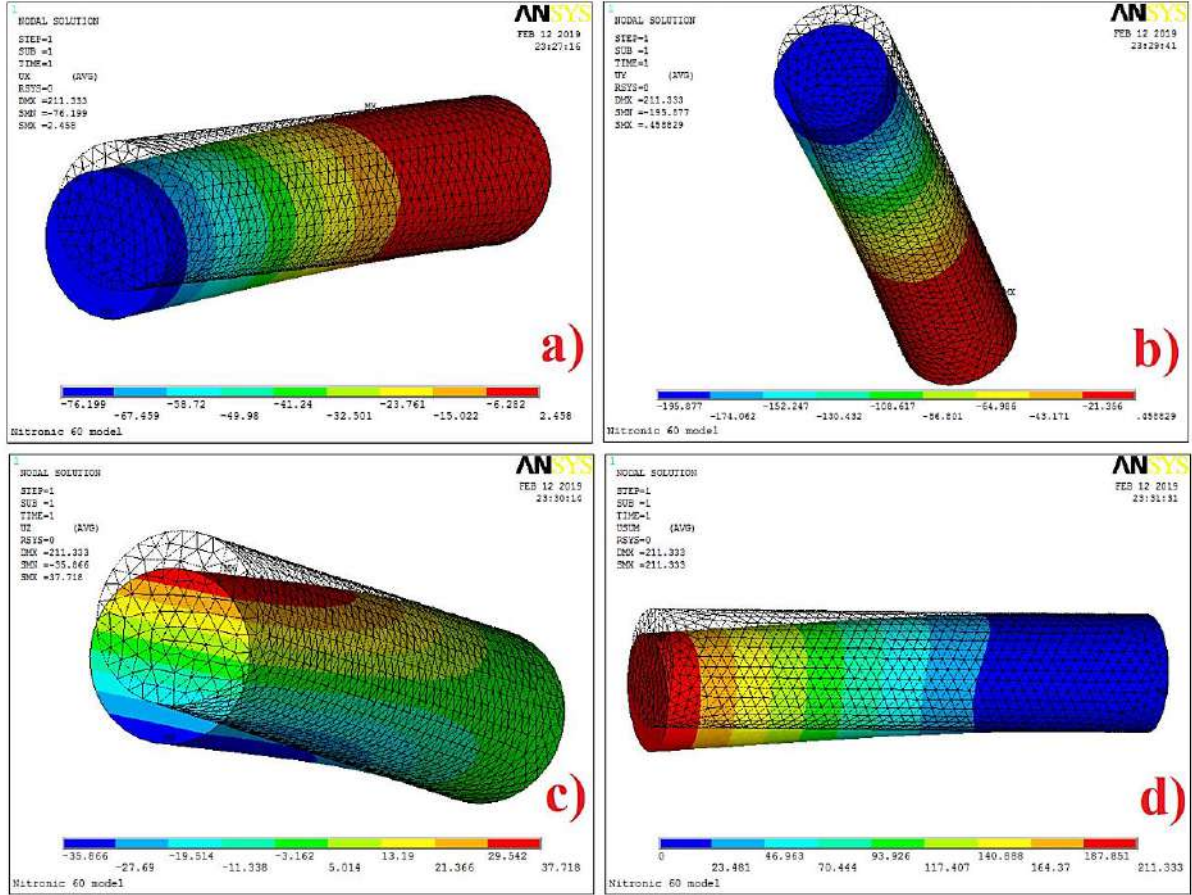 1
NODAL SOLUTION
STEP=1
SUB =1
TIME=1
UX (AVG)
RSYS=0
DMX =211.333
SMN =-76.199
SMX =2.458
ANSYS
FEB 12 2019
23:27:16
MX
a)
-76.199 -58.72 -41.24 -23.761 -6.282
-67.459 -49.98 -32.501 -15.022 2.458
Nitronic 60 model
1
NODAL SOLUTION
STEP=1
SUB =1
TIME=1
UY (AVG)
RSYS=0
DMX =211.333
SMN =-195.877
SMX =.458829
ANSYS
FEB 12 2019
23:29:41
MX
b)
-195.877 -152.247 -108.617 -64.986 -21.356
-174.062 -130.432 -86.801 -43.171 .458829
Nitronic 60 model
1
NODAL SOLUTION
STEP=1
SUB =1
TIME=1
UZ (AVG)
RSYS=0
DMX =211.333
SMN =-35.866
SMX =37.718
ANSYS
FEB 12 2019
23:30:14
MX
c)
-35.866 -19.514 -3.162 13.19 29.542
-27.69 -11.338 5.014 21.366 37.718
Nitronic 60 model
1
NODAL SOLUTION
STEP=1
SUB =1
TIME=1
USUM (AVG)
RSYS=0
DMX =211.333
SMX =211.333
ANSYS
FEB 12 2019
23:31:31
d)
0 46.963 93.926 140.888 187.851
23.481 70.444 117.407 164.37 211.333
Nitronic 60 model